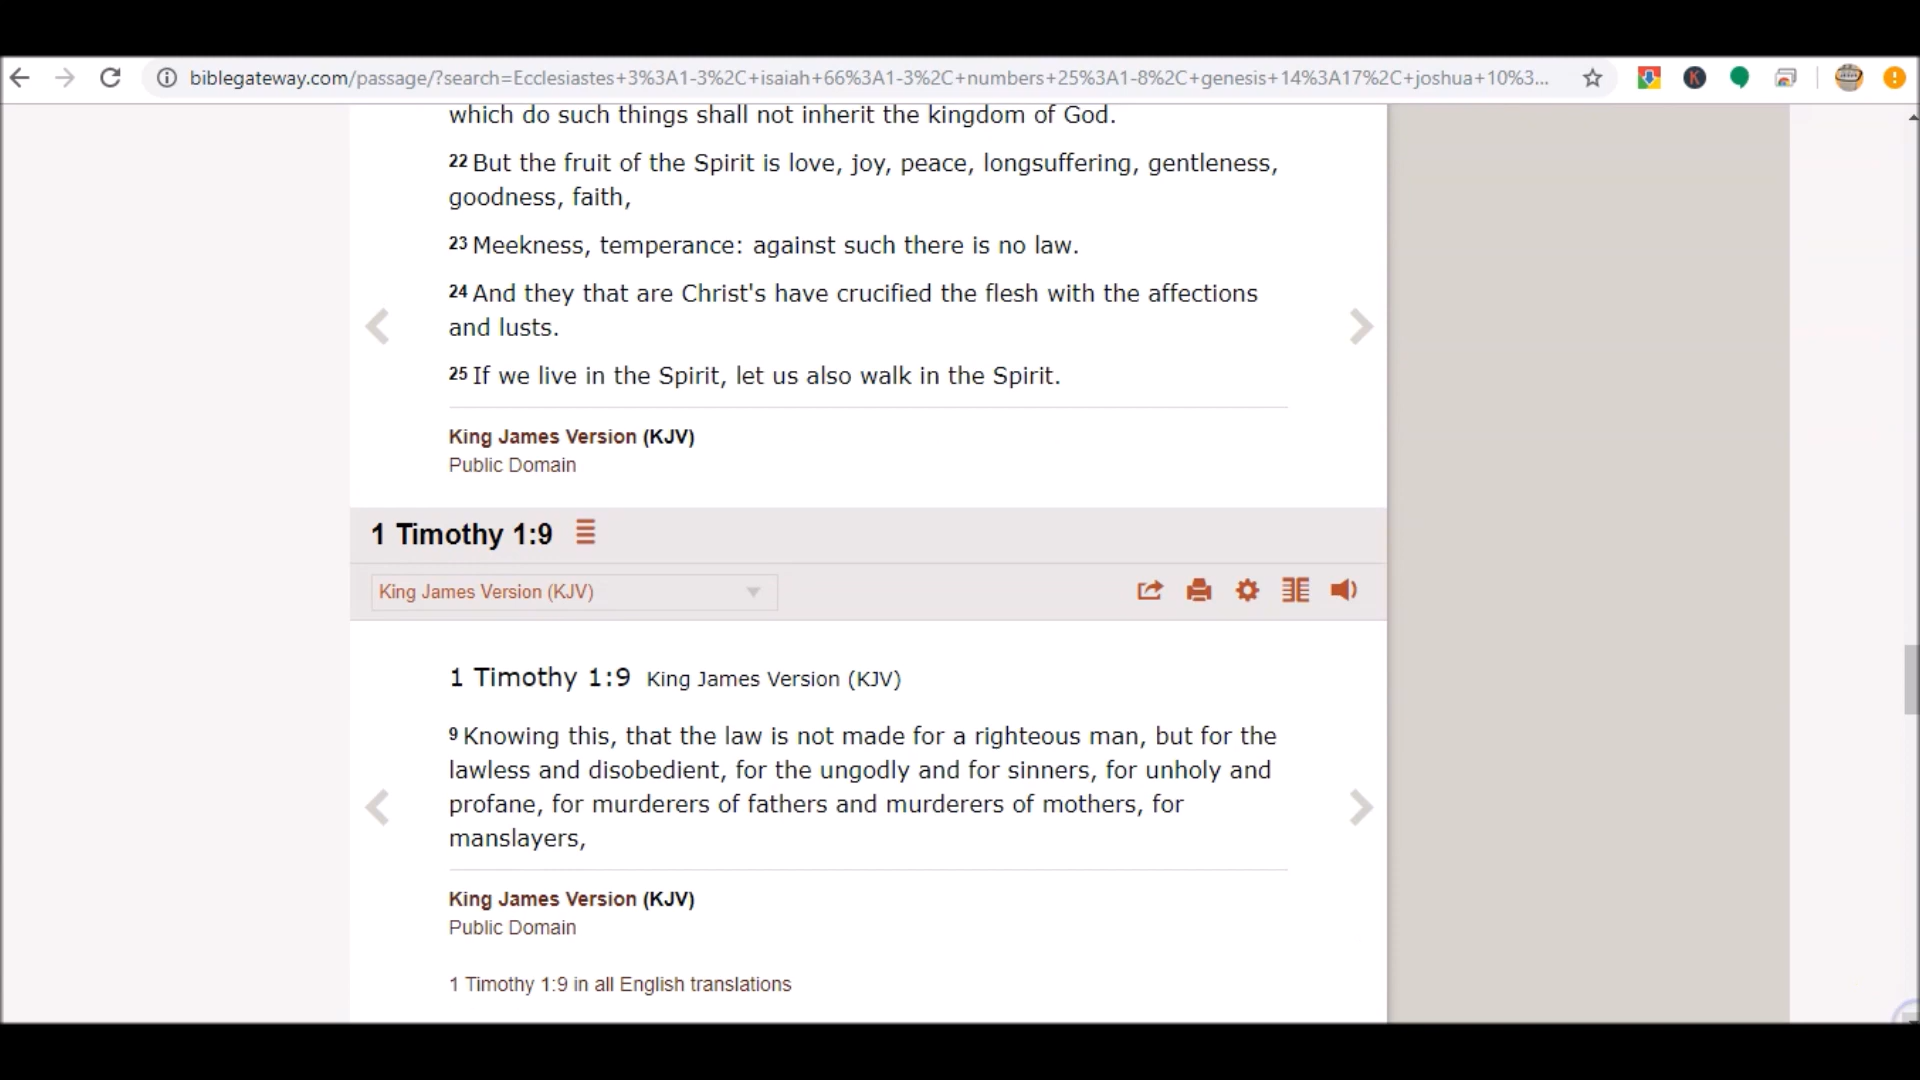 biblegateway.com/passage/?search=Ecclesiastes+3%3A1-3%2C+isaiah+66%3A1-3%2C+numbers+25%3A1-8%2C+genesis+14%3A17%2C+joshua+10%3...
which do such things shall not inherit the kingdom of God.
22 But the fruit of the Spirit is love, joy, peace, longsuffering, gentleness,
goodness, faith,
23 Meekness, temperance: against such there is no law.
24 And they that are Christ's have crucified the flesh with the affections
and lusts.
25 If we live in the Spirit, let us also walk in the Spirit.
King James Version (KJV)
Public Domain
1 Timothy 1:9
King James Version (KJV)
1 Timothy 1:9 King James Version (KJV)
9 Knowing this, that the law is not made for a righteous man, but for the
lawless and disobedient, for the ungodly and for sinners, for unholy and
profane, for murderers of fathers and murderers of mothers, for
manslayers,
King James Version (KJV)
Public Domain
1 Timothy 1:9 in all English translations